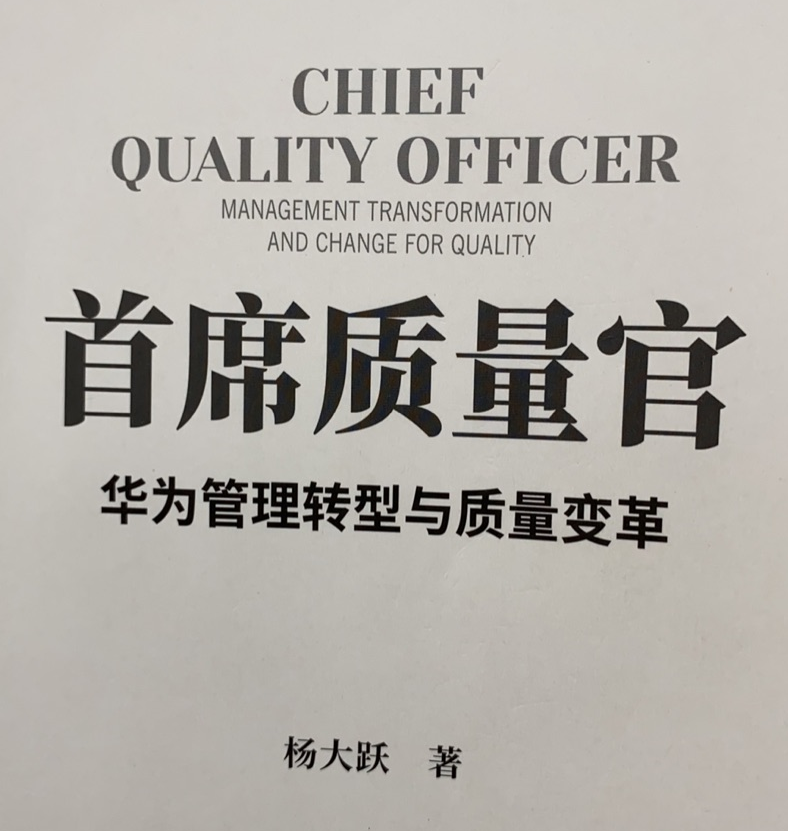 CHIEF
QUALITY OFFICER
MANAGEMENT TRANSFORMATION
AND CHANGE FOR QUALITY
首席质量官
华为管理转型与质量变革
杨大跃 著